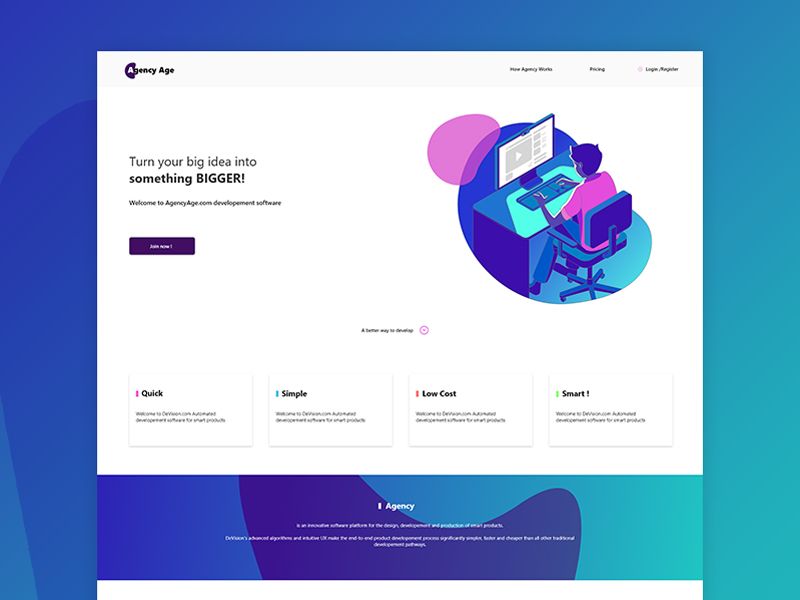 Agency Age
How Agency Works
Pricing
Login /Register
Turn your big idea into
something BIGGER!
Welcome to AgencyAge.com developement software
Join now !
A better way to develop
Quick
Welcome to DeVision.com Automated
developement software for smart products
Simple
Welcome to DeVision.com Automated
developement software for smart products
Low Cost
Welcome to DeVision.com Automated
developement software for smart products
Smart !
Welcome to DeVision.com Automated
developement software for smart products
Agency
is an innovative software platform for the design, developement and production of smart products.
DeVision's advanced algorithms and intuitive UX make the end-to-end product developement process significantly simpler, faster and cheaper than all other traditional
developement pathways.